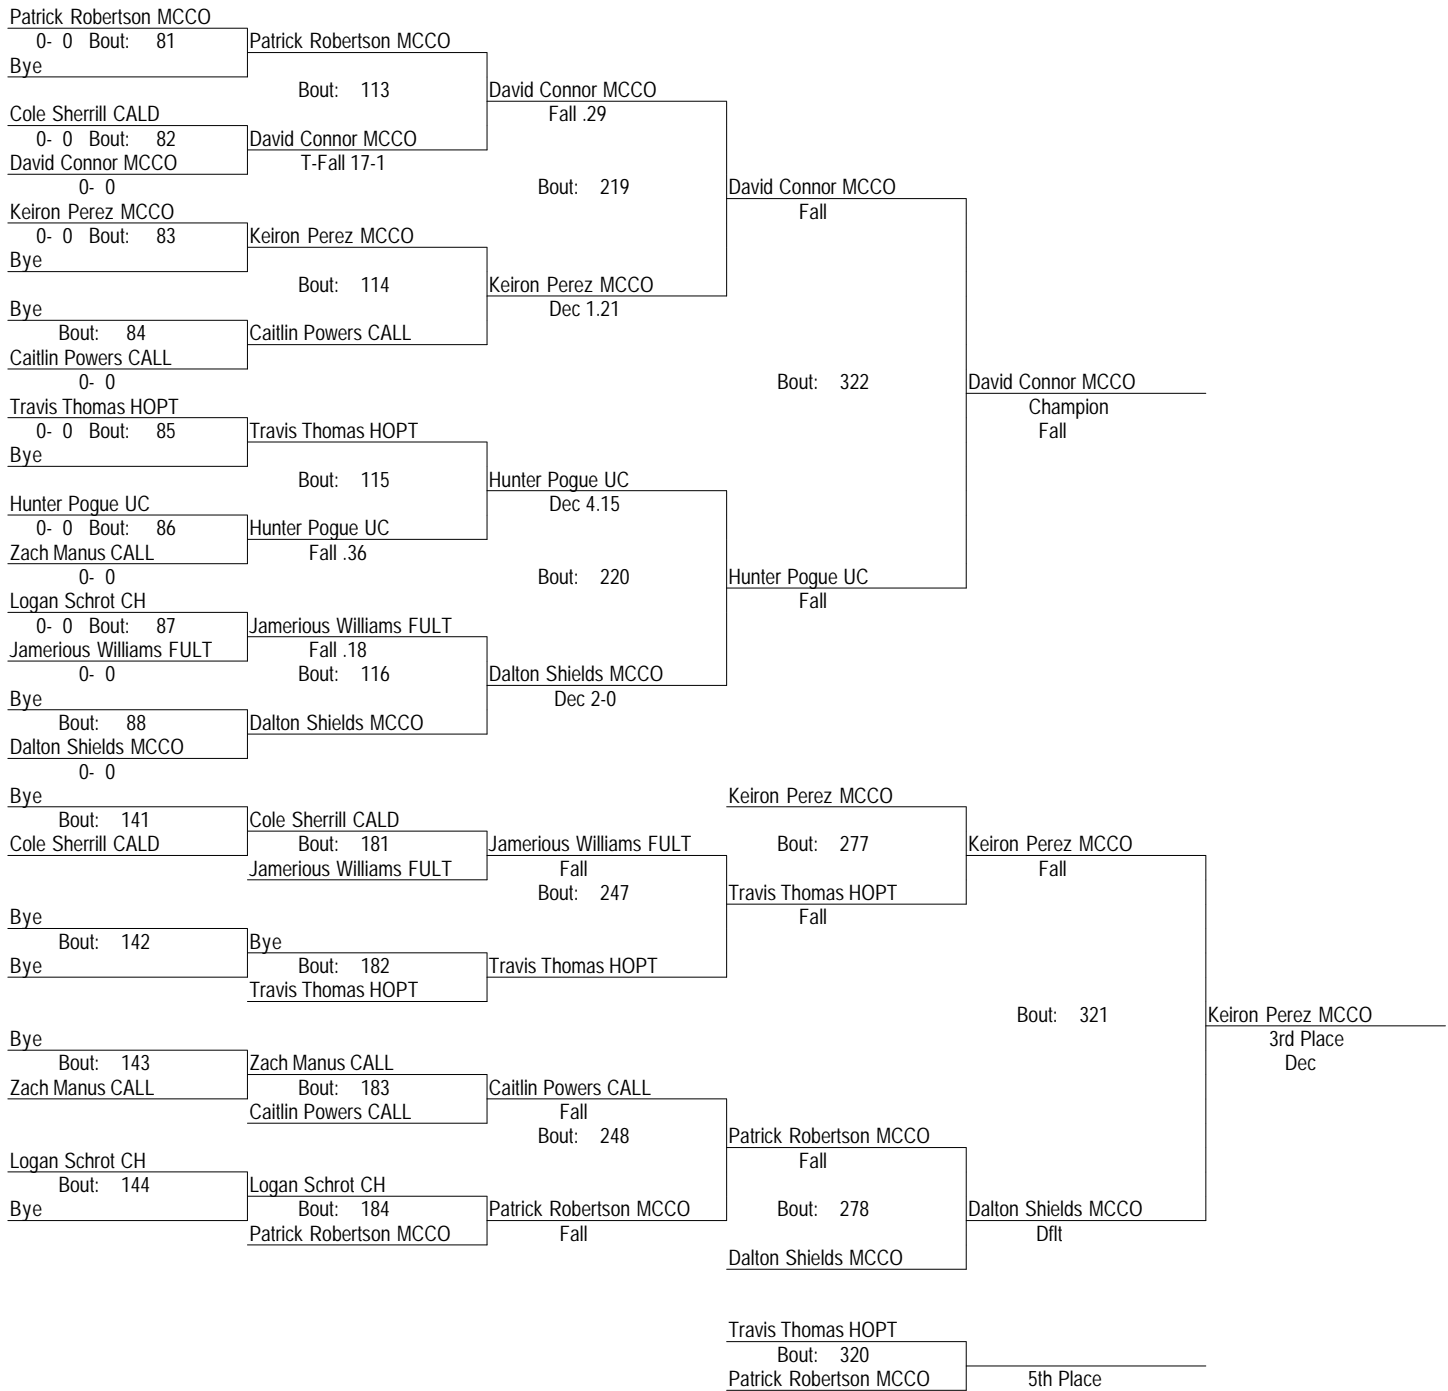 Patrick Robertson MCCO
0- 0 Bout: 81
Patrick Robertson MCCO
Bye
Bout: 113
David Connor MCCO
Cole Sherrill CALD
Fall .29
0- 0 Bout: 82
David Connor MCCO
David Connor MCCO
T-Fall 17-1
0- 0
Bout: 219
David Connor MCCO
Keiron Perez MCCO
Fall
0- 0 Bout: 83
Keiron Perez MCCO
Bye
Bout: 114
Keiron Perez MCCO
Bye
Dec 1.21
Bout: 84
Caitlin Powers CALL
Caitlin Powers CALL
0- 0
Bout: 322
David Connor MCCO
Travis Thomas HOPT
Champion
0- 0 Bout: 85
Travis Thomas HOPT
Fall
Bye
Bout: 115
Hunter Pogue UC
Hunter Pogue UC
Dec 4.15
0- 0 Bout: 86
Hunter Pogue UC
Zach Manus CALL
Fall .36
0- 0
Bout: 220
Hunter Pogue UC
Logan Schrot CH
Fall
0- 0 Bout: 87
Jamerious Williams FULT
Jamerious Williams FULT
Fall .18
0- 0
Bout: 116
Dalton Shields MCCO
Bye
Dec 2-0
Bout: 88
Dalton Shields MCCO
Dalton Shields MCCO
0- 0
Bye
Keiron Perez MCCO
Bout: 141
Cole Sherrill CALD
Cole Sherrill CALD
Bout: 181
Jamerious Williams FULT
Bout: 277
Keiron Perez MCCO
Jamerious Williams FULT
Fall
Fall
Bout: 247
Travis Thomas HOPT
Bye
Fall
Bout: 142
Bye
Bye
Bout: 182
Travis Thomas HOPT
Travis Thomas HOPT
Bout: 321
Keiron Perez MCCO
Bye
3rd Place
Bout: 143
Zach Manus CALL
Dec
Zach Manus CALL
Bout: 183
Caitlin Powers CALL
Caitlin Powers CALL
Fall
Bout: 248
Patrick Robertson MCCO
Logan Schrot CH
Fall
Bout: 144
Logan Schrot CH
Bye
Bout: 184
Patrick Robertson MCCO
Bout: 278
Dalton Shields MCCO
Patrick Robertson MCCO
Fall
Dflt
Dalton Shields MCCO
Travis Thomas HOPT
Bout: 320
Patrick Robertson MCCO
5th Place